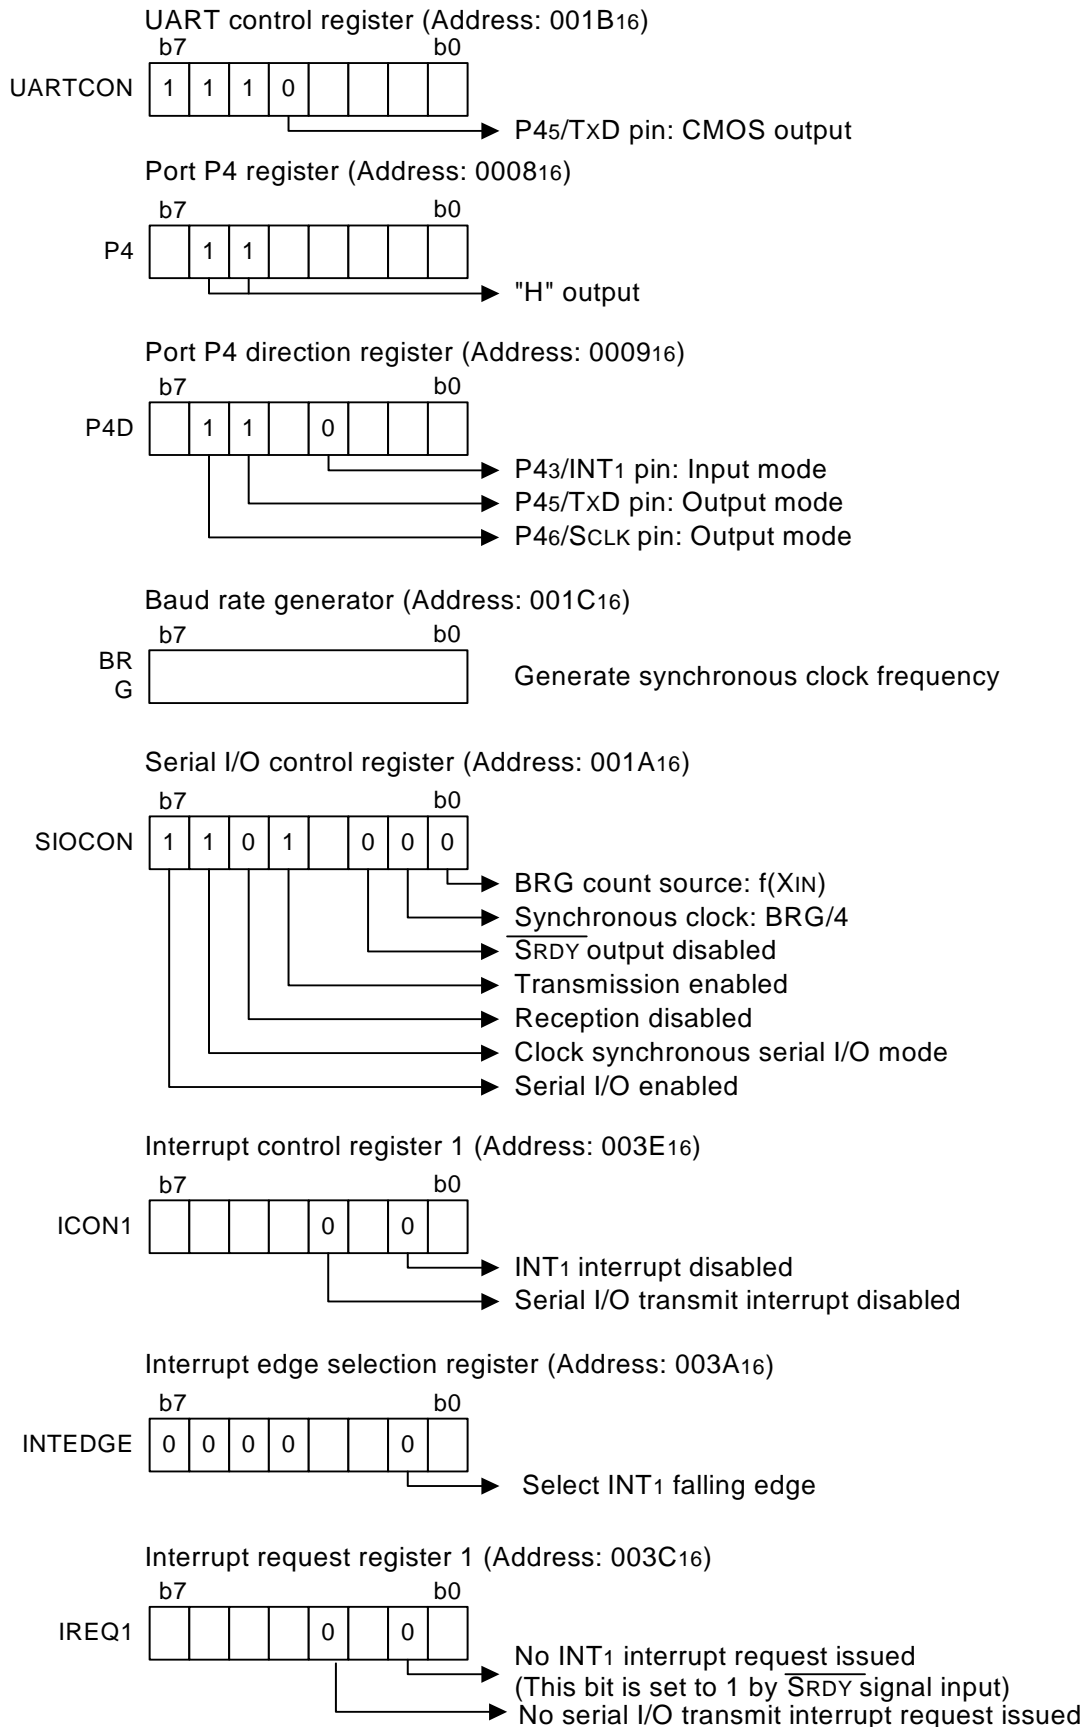 UART control register (Address: 001B16)
b7 b0
UARTCON 1 1 1 0
P45/TXD pin: CMOS output
Port P4 register (Address: 000816)
b7 b0
P4 1 1
"H" output
Port P4 direction register (Address: 000916)
b7 b0
P4D 1 1 0
P43/INT1 pin: Input mode
P45/TXD pin: Output mode
P46/SCLK pin: Output mode
Baud rate generator (Address: 001C16)
b7 b0
BR
G
Generate synchronous clock frequency
Serial I/O control register (Address: 001A16)
b7 b0
SIOCON 1 1 0 1 0 0 0
BRG count source: f(XIN)
Synchronous clock: BRG/4
SRDY output disabled
Transmission enabled
Reception disabled
Clock synchronous serial I/O mode
Serial I/O enabled
Interrupt control register 1 (Address: 003E16)
b7 b0
ICON1 0 0
INT1 interrupt disabled
Serial I/O transmit interrupt disabled
Interrupt edge selection register (Address: 003A16)
b7 b0
INTEDGE 0 0 0 0 0
Select INT1 falling edge
Interrupt request register 1 (Address: 003C16)
b7 b0
IREQ1 0 0
No INT1 interrupt request issued
(This bit is set to 1 by SRDY signal input)
No serial I/O transmit interrupt request issued